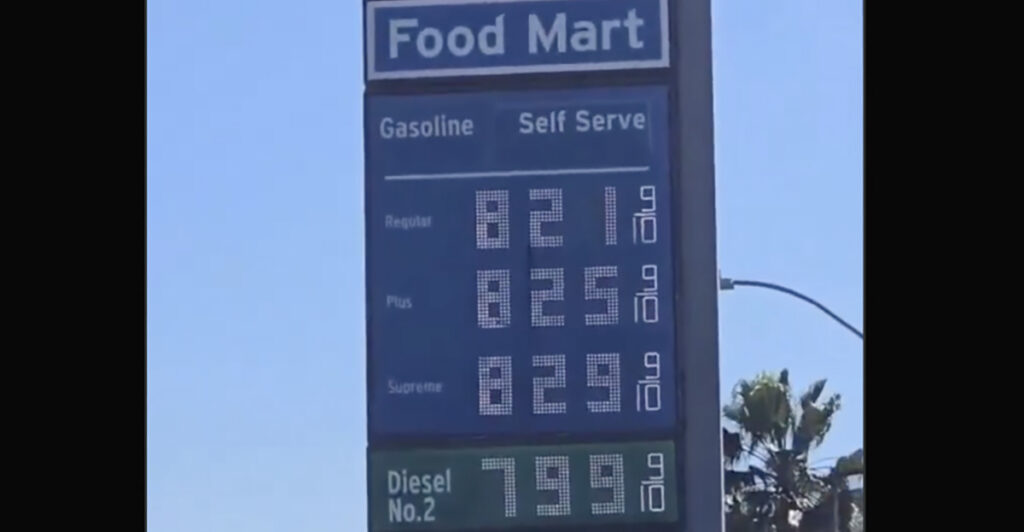 Food Mart
Gasoline Self Serve
Regular 821 9/10
Plus 825 9/10
Supreme 829 9/10
Diesel
No.2 799 9/10